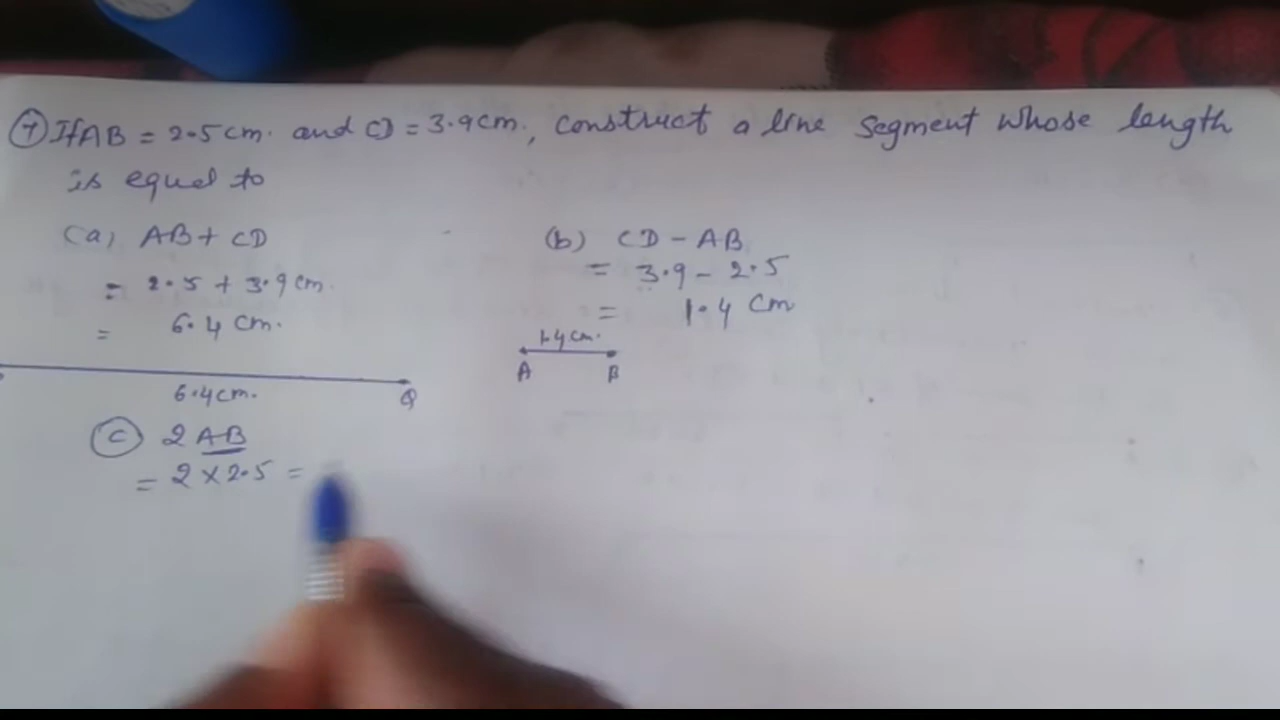 7 If AB = 2.5 cm. and CD = 3.9 cm., construct a line segment whose length
is equal to
(a) AB + CD
= 2.5 + 3.9 cm.
= 6.4 cm.
6.4 cm.
Q
(b) CD - AB
= 3.9 - 2.5
= 1.4 cm
1.4 cm.
A B
(c) 2 AB
= 2 × 2.5 =